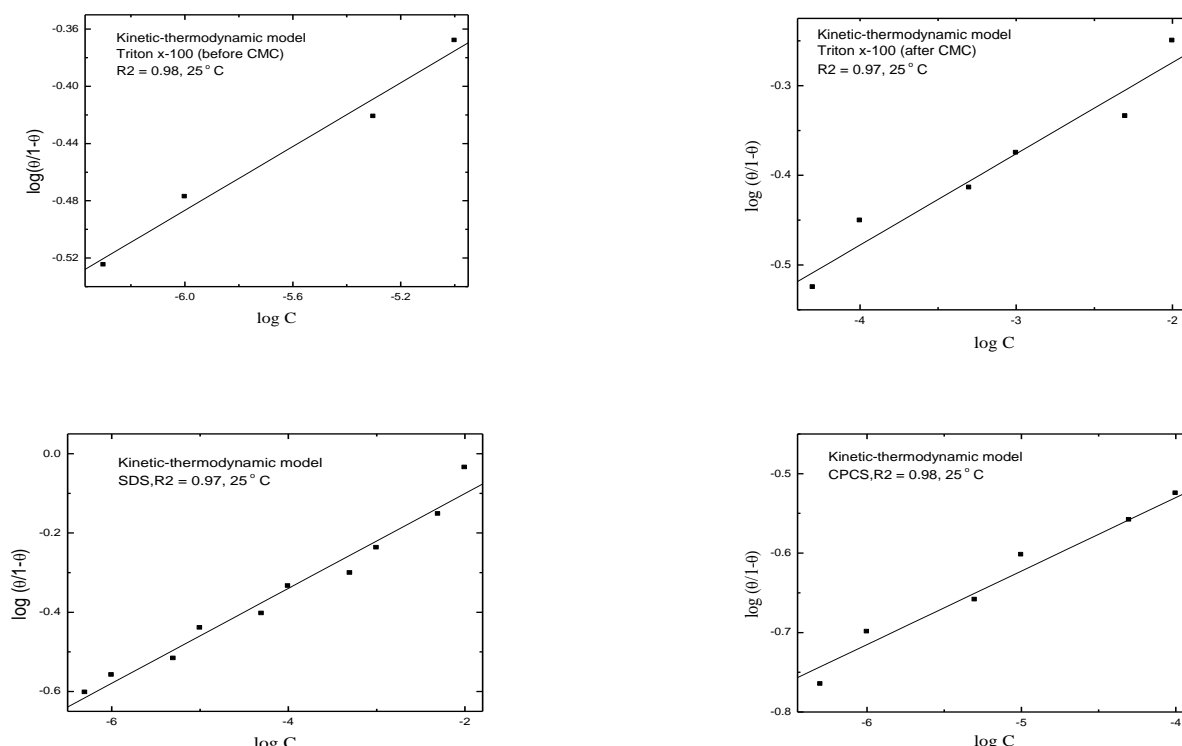 -0.36
-0.40
-0.44
-0.48
-0.52
log(θ/1-θ)
Kinetic-thermodynamic model
Triton x-100 (before CMC)
R2 = 0.98, 25° C
-6.0
-5.6
-5.2
log C
-0.3
-0.4
-0.5
log (θ/1-θ)
Kinetic-thermodynamic model
Triton x-100 (after CMC)
R2 = 0.97, 25° C
-4
-3
-2
log C
0.0
-0.2
-0.4
-0.6
log (θ/1-θ)
Kinetic-thermodynamic model
SDS,R2 = 0.97, 25° C
-6
-4
-2
log C
-0.5
-0.6
-0.7
-0.8
log (θ/1-θ)
Kinetic-thermodynamic model
CPCS,R2 = 0.98, 25° C
-6
-5
-4
log C